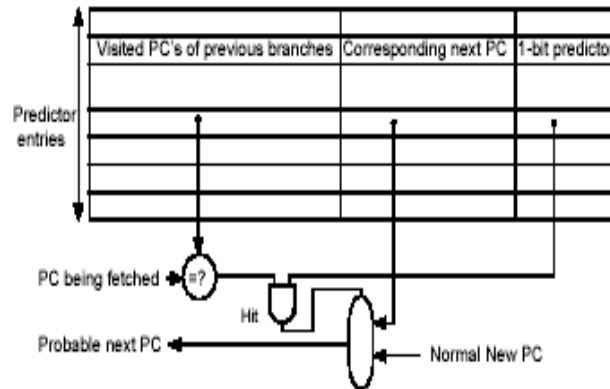 Visited PC's of previous branches
Corresponding next PC
1-bit predictor
Predictor
entries
PC being fetched
=?
Hit
Probable next PC
Normal New PC